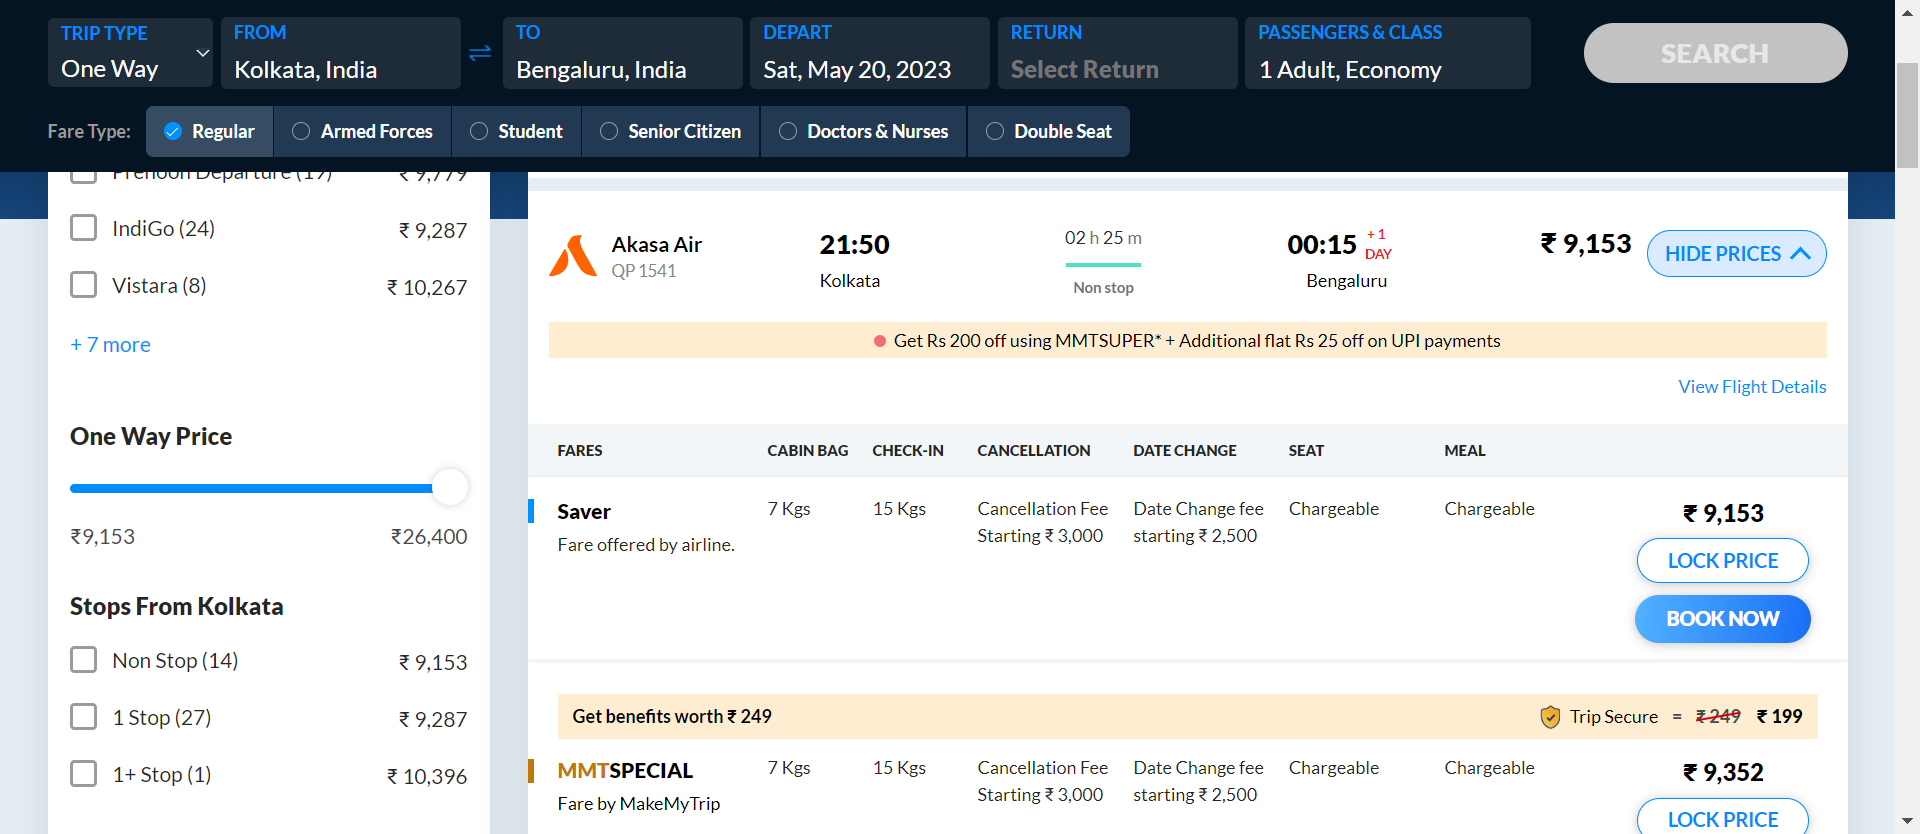 TRIP TYPE
One Way
FROM
Kolkata, India
TO
Bengaluru, India
DEPART
Sat, May 20, 2023
RETURN
Select Return
PASSENGERS & CLASS
1 Adult, Economy
SEARCH
Fare Type:
Regular
Armed Forces
Student
Senior Citizen
Doctors & Nurses
Double Seat
Prenoon Departure (19) ₹ 9,779
IndiGo (24) ₹ 9,287
Vistara (8) ₹ 10,267
+ 7 more
One Way Price
₹9,153 ₹26,400
Stops From Kolkata
Non Stop (14) ₹ 9,153
1 Stop (27) ₹ 9,287
1+ Stop (1) ₹ 10,396
Akasa Air
QP 1541
21:50
Kolkata
02 h 25 m
Non stop
00:15
+ 1
DAY
Bengaluru
₹ 9,153
HIDE PRICES
Get Rs 200 off using MMTSUPER* + Additional flat Rs 25 off on UPI payments
View Flight Details
FARES CABIN BAG CHECK-IN CANCELLATION DATE CHANGE SEAT MEAL
Saver
Fare offered by airline.
7 Kgs
15 Kgs
Cancellation Fee
Starting ₹ 3,000
Date Change fee
starting ₹ 2,500
Chargeable
Chargeable
₹ 9,153
LOCK PRICE
BOOK NOW
Get benefits worth ₹ 249
Trip Secure = ₹ 249 ₹ 199
MMTSPECIAL
Fare by MakeMyTrip
7 Kgs
15 Kgs
Cancellation Fee
Starting ₹ 3,000
Date Change fee
starting ₹ 2,500
Chargeable
Chargeable
₹ 9,352
LOCK PRICE